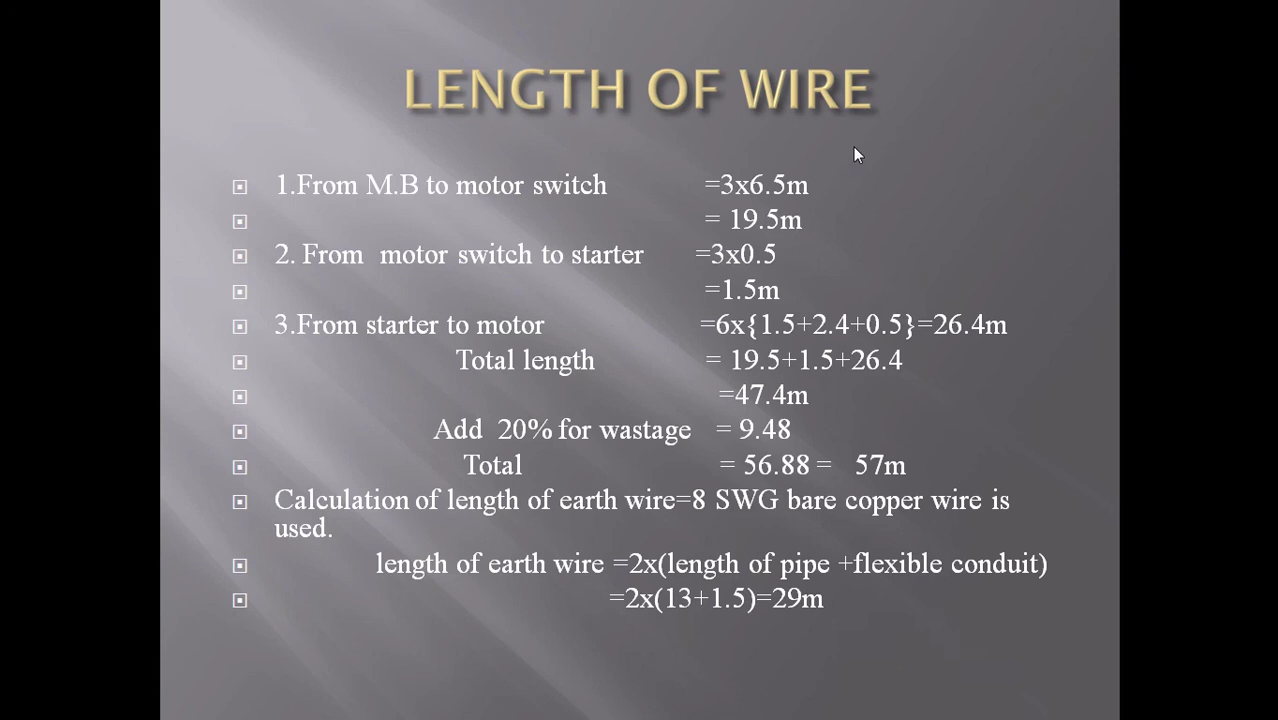 LENGTH OF WIRE
1.From M.B to motor switch =3x6.5m
= 19.5m
2. From motor switch to starter =3x0.5
=1.5m
3.From starter to motor =6x{1.5+2.4+0.5}=26.4m
Total length = 19.5+1.5+26.4
=47.4m
Add 20% for wastage = 9.48
Total = 56.88 = 57m
Calculation of length of earth wire=8 SWG bare copper wire is
used.
length of earth wire =2x(length of pipe +flexible conduit)
=2x(13+1.5)=29m